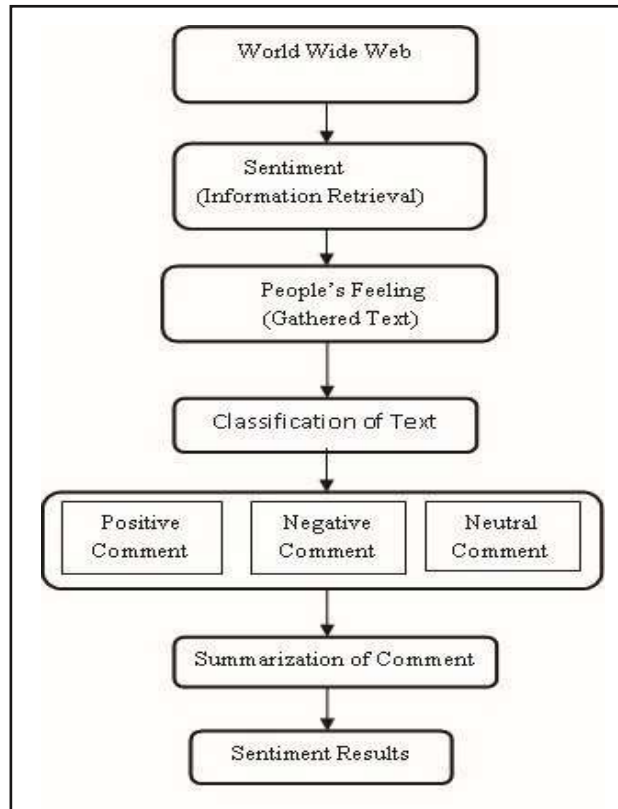 World Wide Web
Sentiment
(Information Retrieval)
People's Feeling
(Gathered Text)
Classification of Text
Positive
Comment
Negative
Comment
Neutral
Comment
Summarization of Comment
Sentiment Results